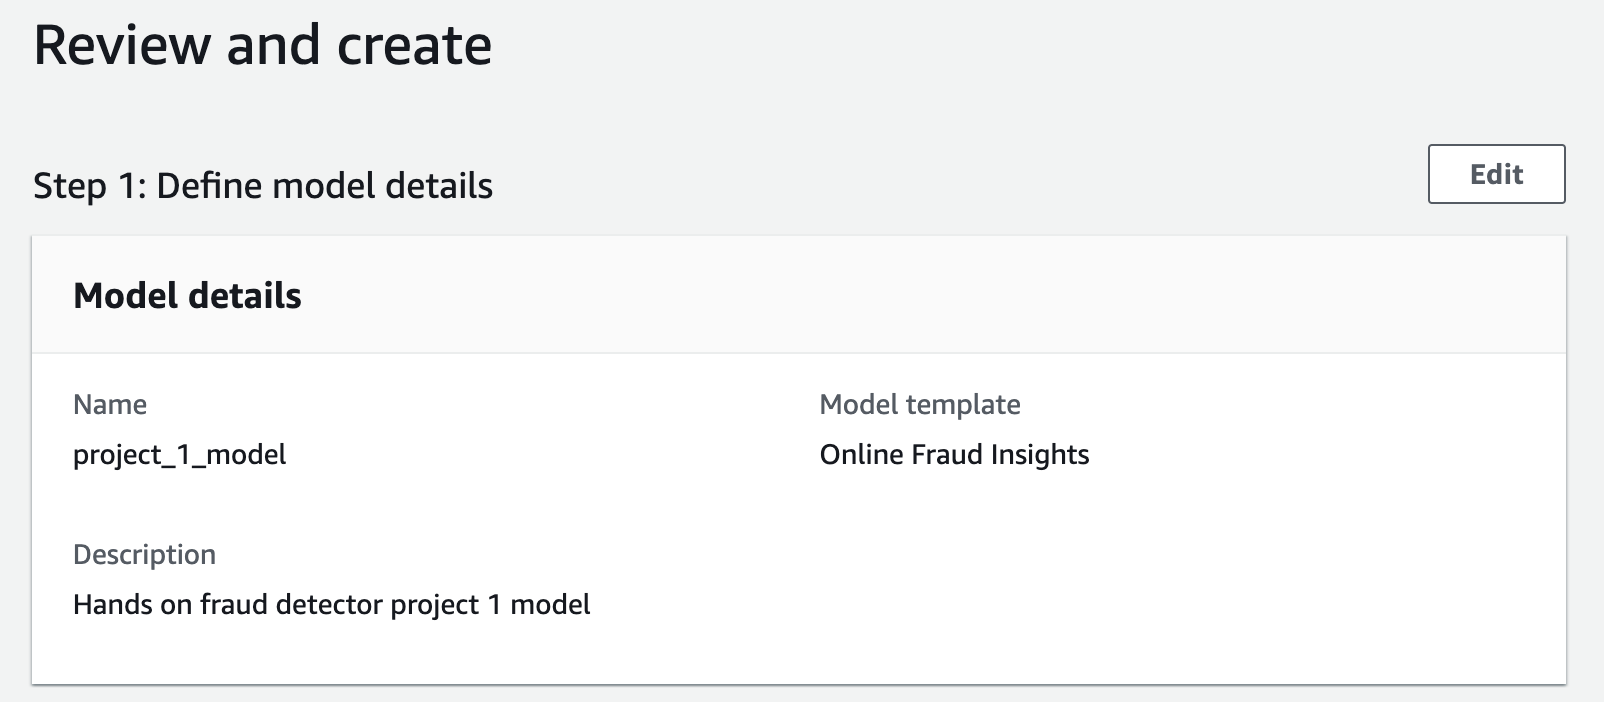 Review and create
Step 1: Define model details
Edit
Model details
Name
project_1_model
Model template
Online Fraud Insights
Description
Hands on fraud detector project 1 model